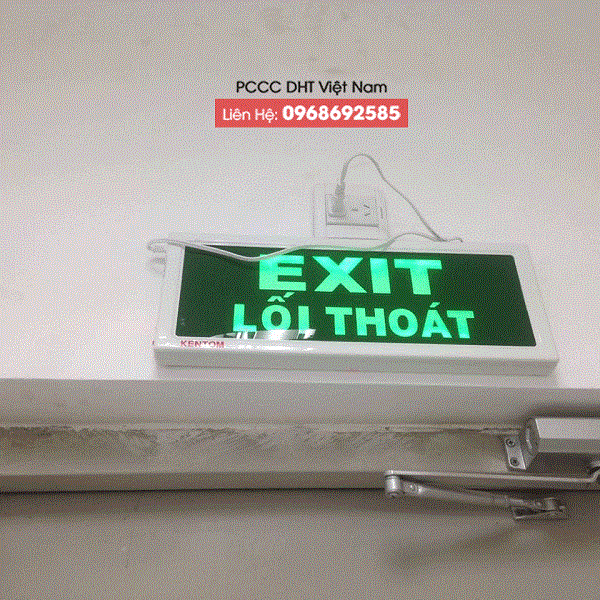 PCCC DHT Việt Nam
Liên Hệ: 0968692585
EXIT
LỐI THOÁT
KENTOM